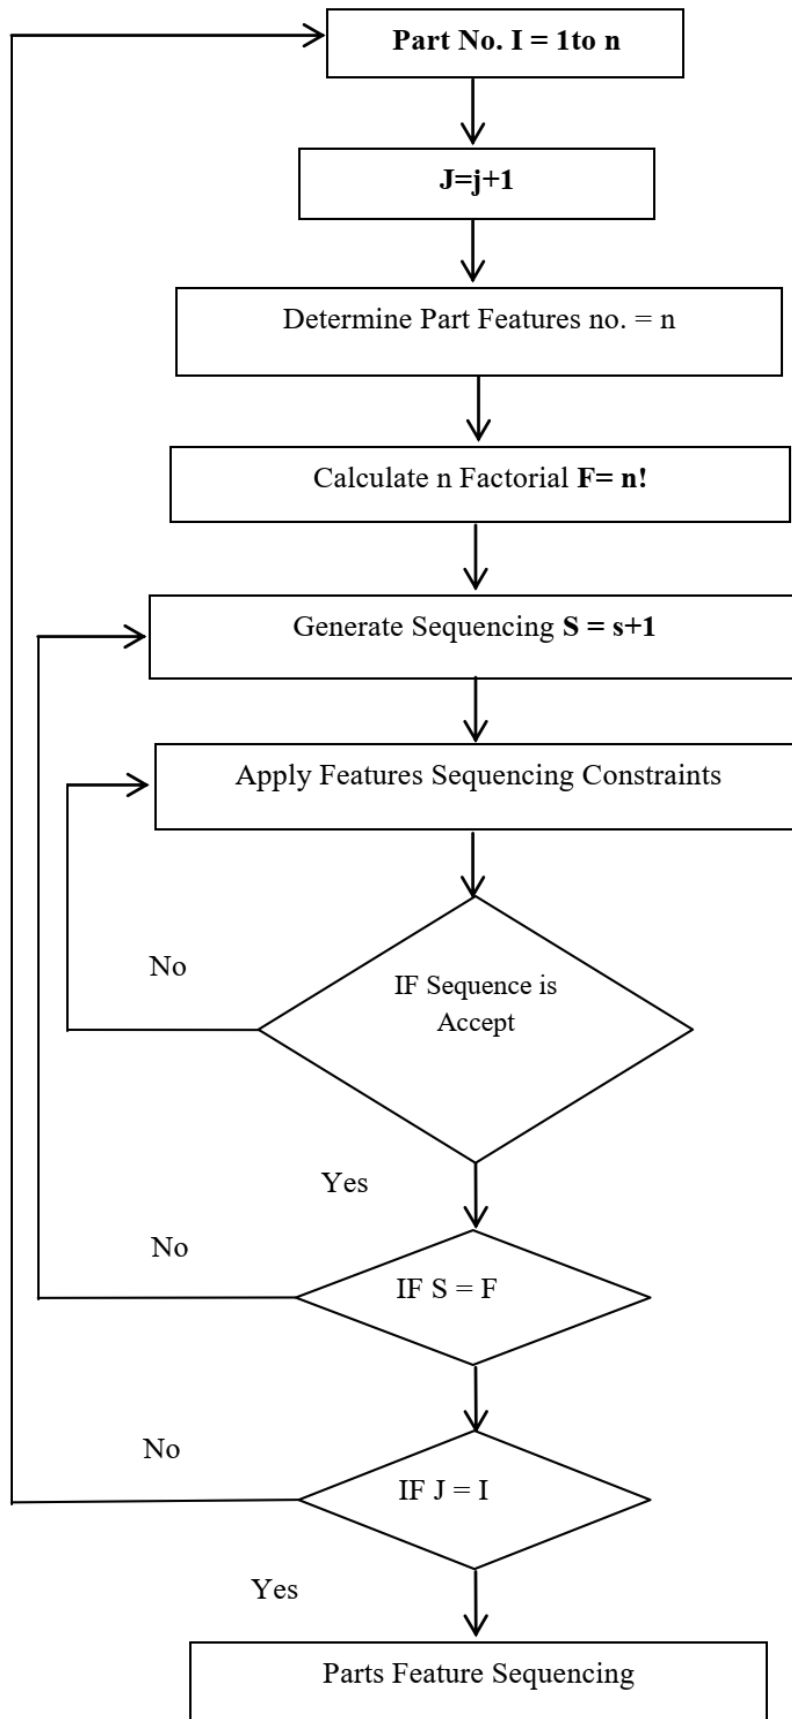 Part No. I = 1to n
J=j+1
Determine Part Features no. = n
Calculate n Factorial F= n!
Generate Sequencing S = s+1
Apply Features Sequencing Constraints
No
IF Sequence is
Accept
Yes
No
IF S = F
No
IF J = I
Yes
Parts Feature Sequencing